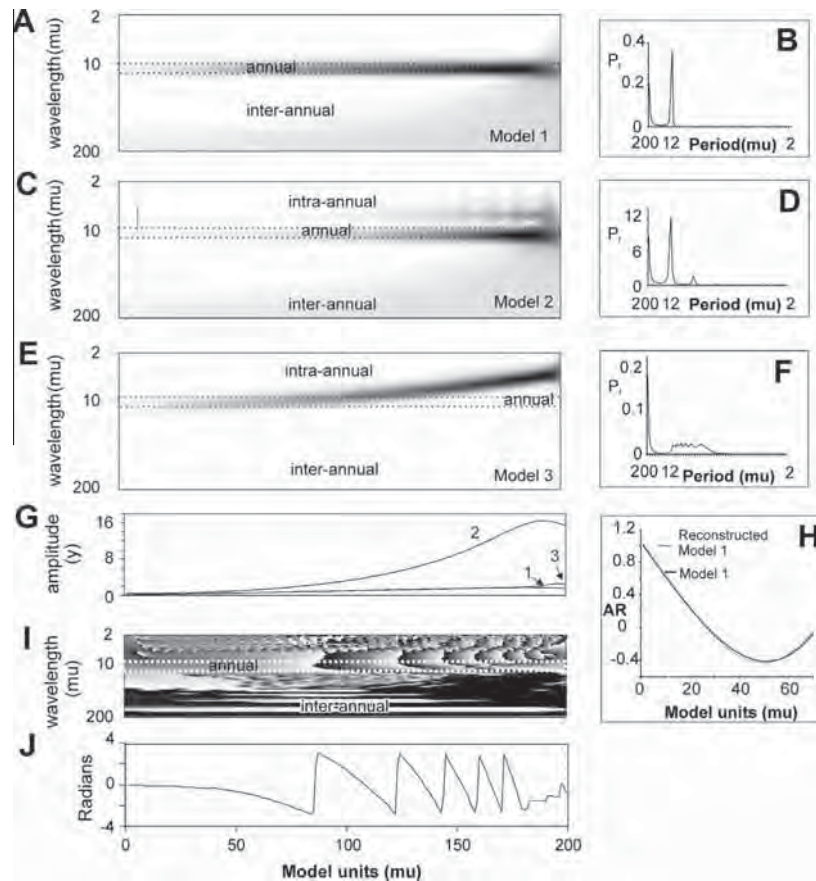 A
wavelength(mu)
2
10
200
annual
inter-annual
Model 1
B
0.4
Pr
0.2
0
200 12 Period(mu) 2
C
wavelength(mu)
2
10
200
intra-annual
annual
inter-annual
Model 2
D
12
Pr
6
0
200 12 Period (mu) 2
E
wavelength(mu)
2
10
200
intra-annual
annual
inter-annual
Model 3
F
0.2
Pr
0.1
0
200 12 Period (mu) 2
G
amplitude
(y)
16
8
0
2
1
3
H
1.2
0.8
0.4
AR
0
-0.4
Reconstructed
Model 1
Model 1
0 20 40 60
Model units (mu)
I
wavelength
(mu)
2
10
200
annual
inter-annual
J
Radians
4
0
-4
0 50 100 150 200
Model units (mu)